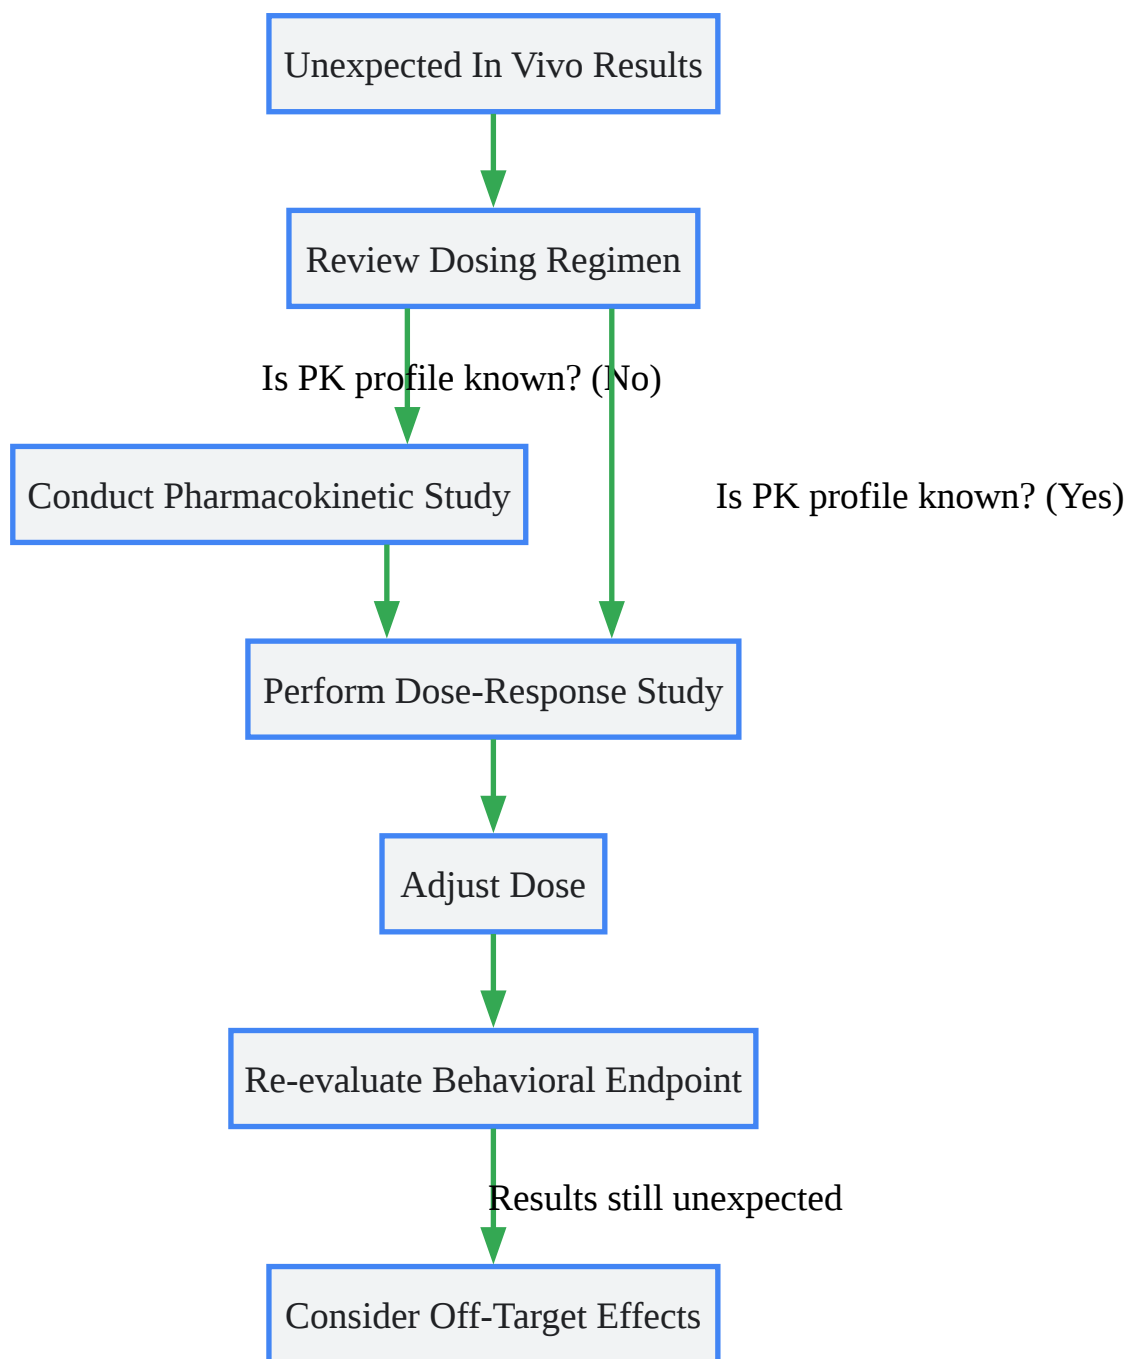 Unexpected In Vivo Results
Review Dosing Regimen
Is PK profile known? (No)
Conduct Pharmacokinetic Study
Is PK profile known? (Yes)
Perform Dose-Response Study
Adjust Dose
Re-evaluate Behavioral Endpoint
Results still unexpected
Consider Off-Target Effects